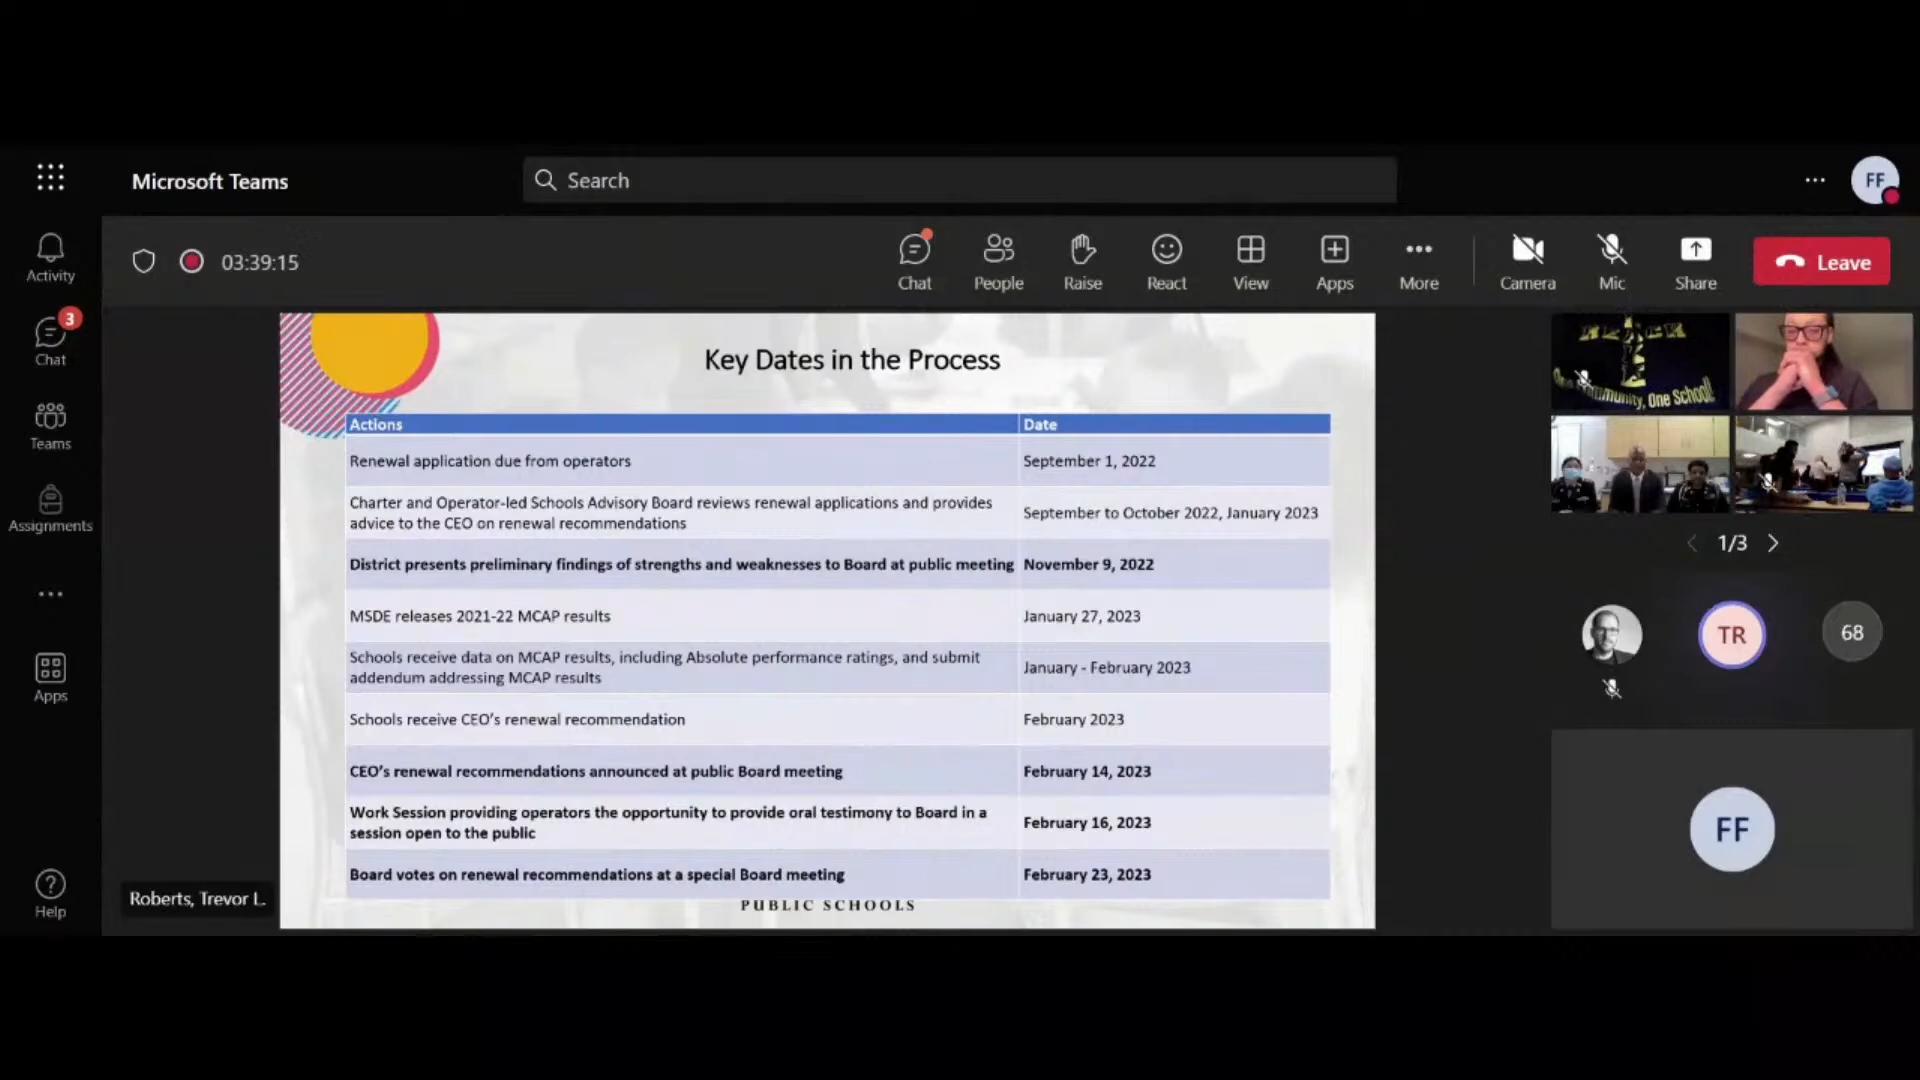 Microsoft Teams
Search
FF
Activity
03:39:15
Chat
People
Raise
React
View
Apps
More
Camera
Mic
Share
Leave
3
Chat
Teams
Assignments
Apps
Help
Key Dates in the Process
Actions Date
Renewal application due from operators September 1, 2022
Charter and Operator-led Schools Advisory Board reviews renewal applications and provides
advice to the CEO on renewal recommendations
September to October 2022, January 2023
District presents preliminary findings of strengths and weaknesses to Board at public meeting November 9, 2022
MSDE releases 2021-22 MCAP results January 27, 2023
Schools receive data on MCAP results, including Absolute performance ratings, and submit
addendum addressing MCAP results
January - February 2023
Schools receive CEO's renewal recommendation February 2023
CEO's renewal recommendations announced at public Board meeting February 14, 2023
Work Session providing operators the opportunity to provide oral testimony to Board in a
session open to the public
February 16, 2023
Board votes on renewal recommendations at a special Board meeting February 23, 2023
PUBLIC SCHOOLS
Roberts, Trevor L.
One Community, One School!
1/3
TR
68
FF